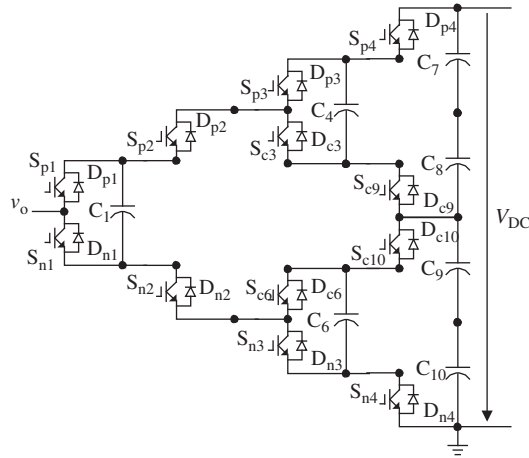 S_p4 D_p4
C_7
S_p3 D_p3
C_4
S_p2 D_p2
S_c3 D_c3
S_p1 D_p1
C_8
S_c9 D_c9
v_o
C_1
V_DC
S_n1 D_n1
D_c10
S_c10
C_9
S_n2 D_n2
S_c6 D_c6
C_6
S_n3 D_n3
C_10
S_n4 D_n4